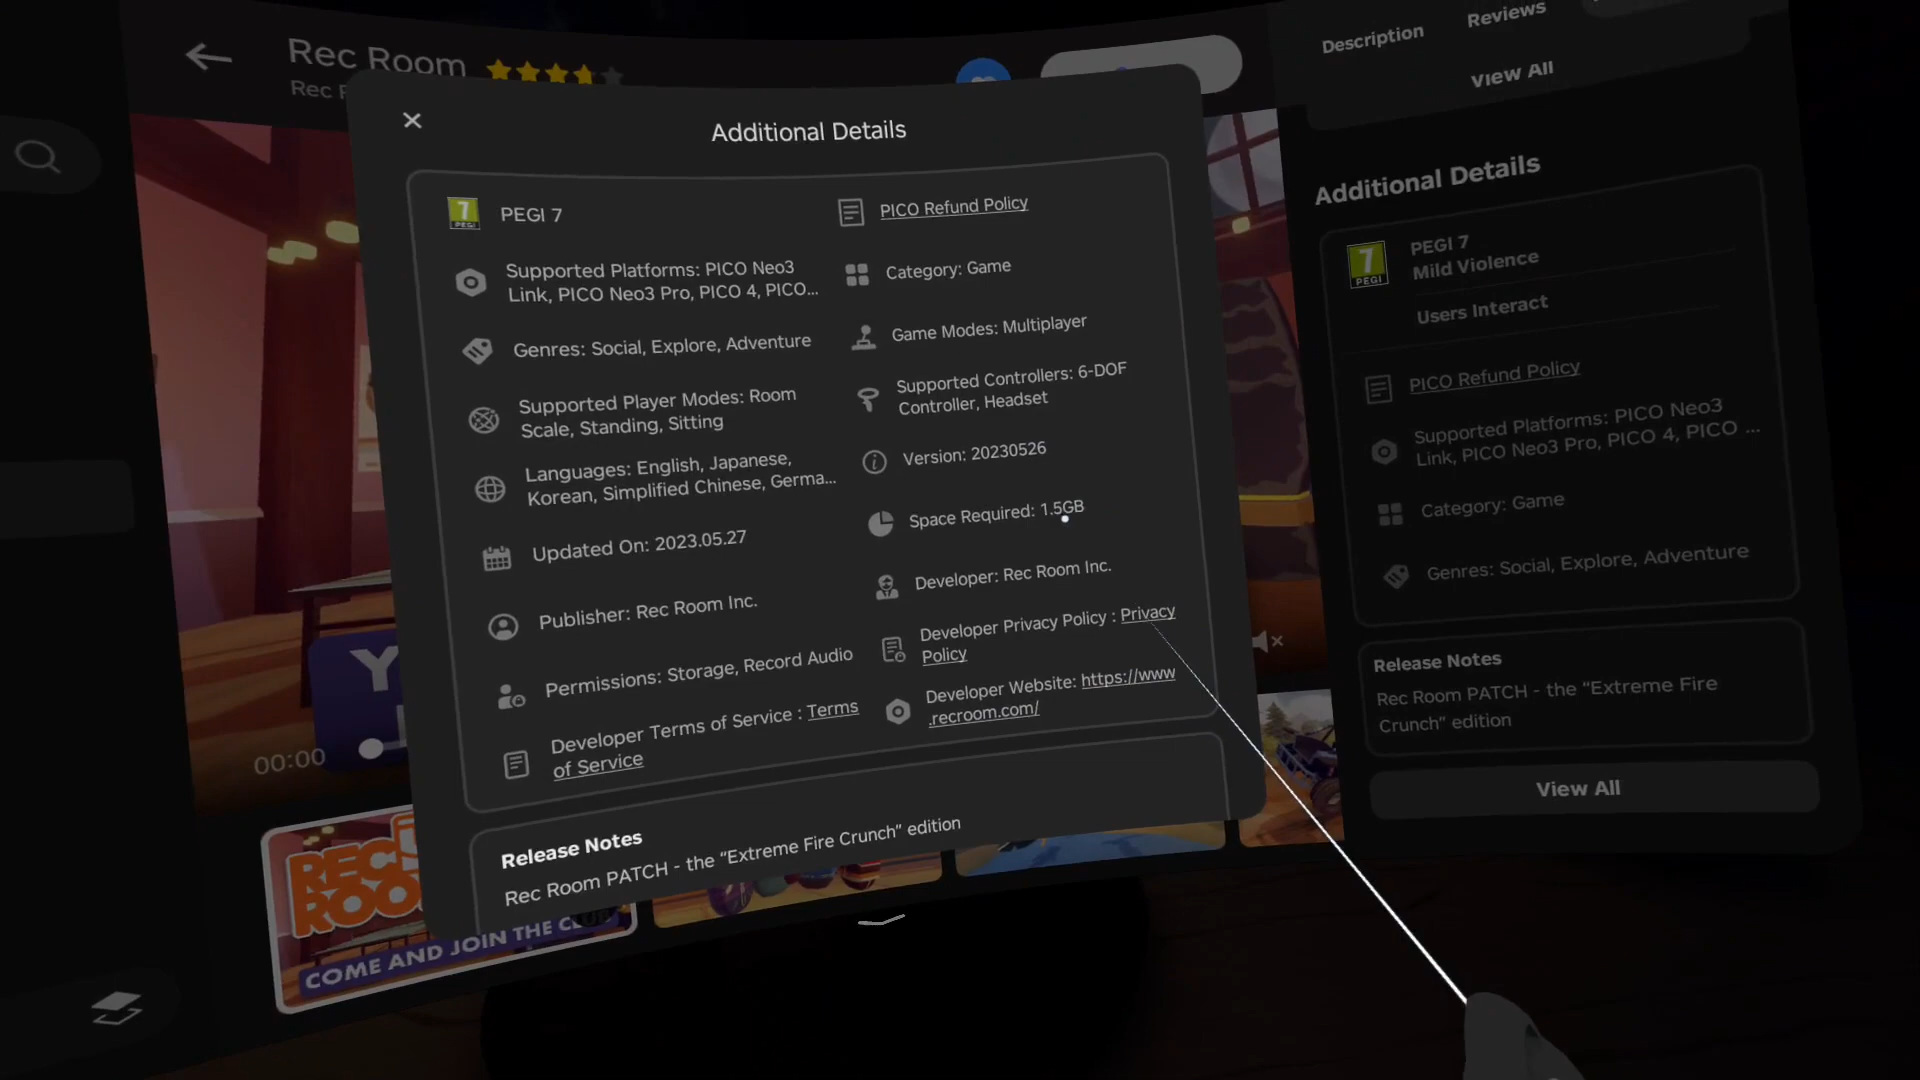 Rec Room
Rec
Description
Reviews
View All
×
Additional Details
7
PEGI
PEGI 7
PICO Refund Policy
Supported Platforms: PICO Neo3
Link, PICO Neo3 Pro, PICO 4, PICO...
Category: Game
Genres: Social, Explore, Adventure
Game Modes: Multiplayer
Supported Player Modes: Room
Scale, Standing, Sitting
Supported Controllers: 6-DOF
Controller, Headset
Languages: English, Japanese,
Korean, Simplified Chinese, Germa...
Version: 20230526
Updated On: 2023.05.27
Space Required: 1.5GB
Publisher: Rec Room Inc.
Developer: Rec Room Inc.
Permissions: Storage, Record Audio
Developer Privacy Policy : Privacy
Policy
Developer Terms of Service : Terms
of Service
Developer Website: https://www
.recroom.com/
Release Notes
Rec Room PATCH - the “Extreme Fire Crunch” edition
Additional Details
7
PEGI
PEGI 7
Mild Violence
Users Interact
PICO Refund Policy
Supported Platforms: PICO Neo3
Link, PICO Neo3 Pro, PICO 4, PICO ...
Category: Game
Genres: Social, Explore, Adventure
Release Notes
Rec Room PATCH - the “Extreme Fire
Crunch” edition
View All
00:00
REC
ROO
COME AND JOIN THE